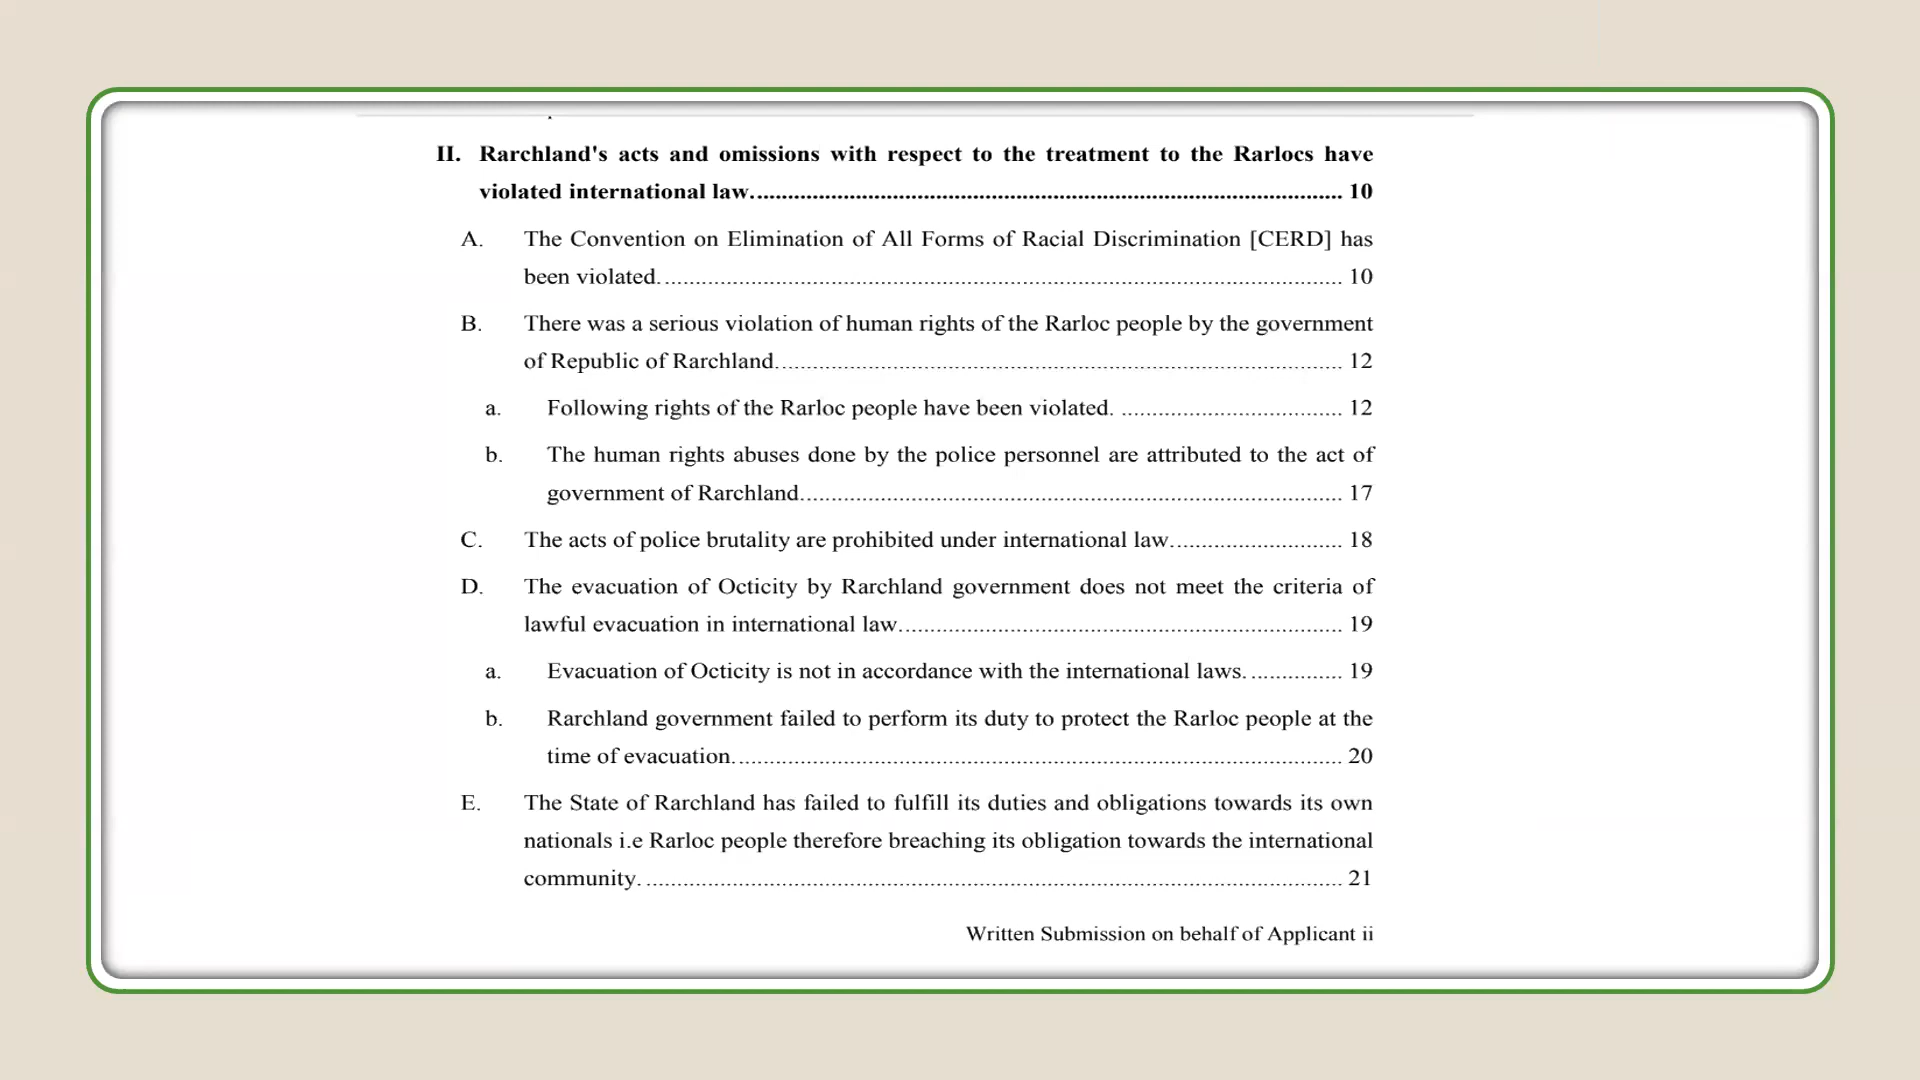 II. Rarchland's acts and omissions with respect to the treatment to the Rarlocs have
violated international law. 10
A. The Convention on Elimination of All Forms of Racial Discrimination [CERD] has
been violated. 10
B. There was a serious violation of human rights of the Rarloc people by the government
of Republic of Rarchland. 12
a. Following rights of the Rarloc people have been violated. 12
b. The human rights abuses done by the police personnel are attributed to the act of
government of Rarchland. 17
C. The acts of police brutality are prohibited under international law. 18
D. The evacuation of Octicity by Rarchland government does not meet the criteria of
lawful evacuation in international law. 19
a. Evacuation of Octicity is not in accordance with the international laws. 19
b. Rarchland government failed to perform its duty to protect the Rarloc people at the
time of evacuation. 20
E. The State of Rarchland has failed to fulfill its duties and obligations towards its own
nationals i.e Rarloc people therefore breaching its obligation towards the international
community. 21
Written Submission on behalf of Applicant ii